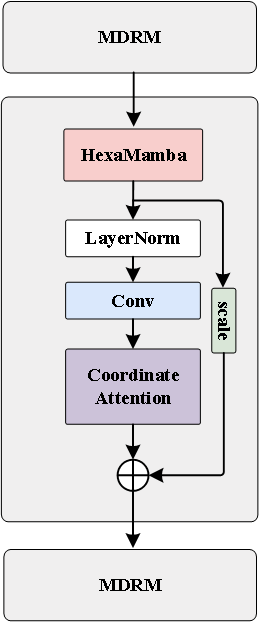 MDRM
HexaMamba
LayerNorm
Conv
scale
Coordinate
Attention
MDRM